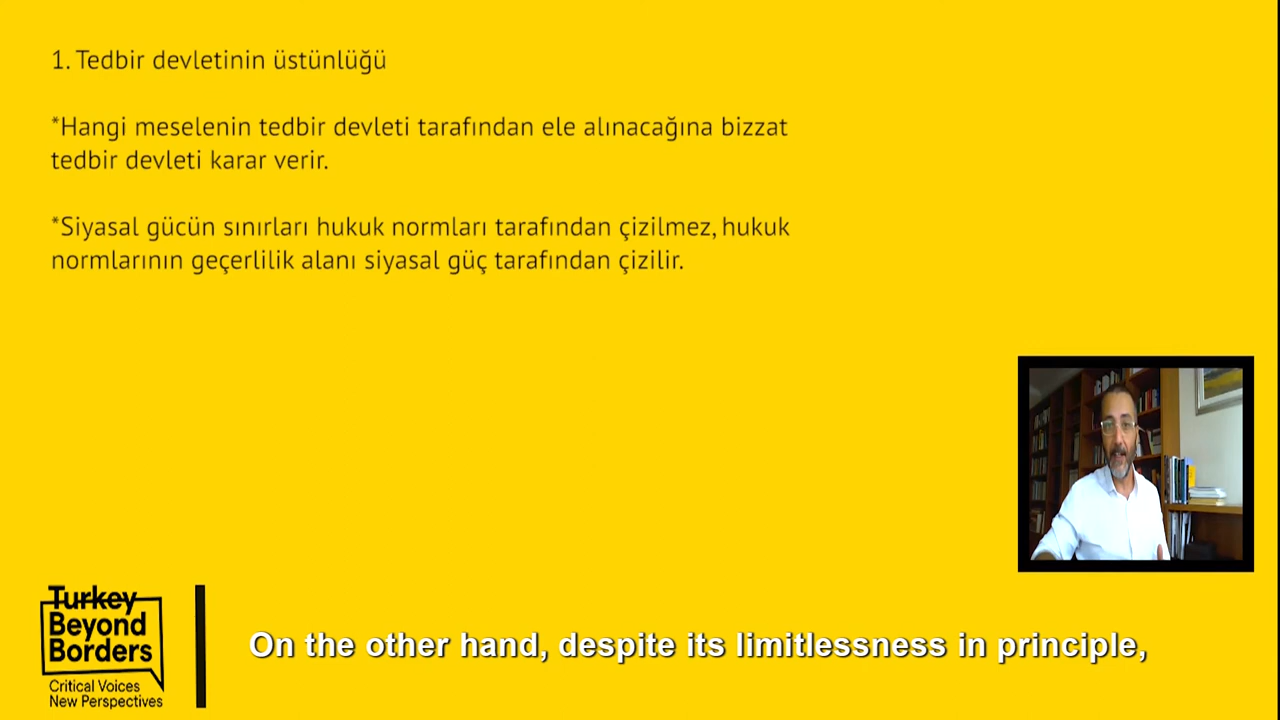 1. Tedbir devletinin üstünlüğü
*Hangi meselenin tedbir devleti tarafından ele alınacağına bizzat
tedbir devleti karar verir.
*Siyasal gücün sınırları hukuk normları tarafından çizilmez, hukuk
normlarının geçerlilik alanı siyasal güç tarafından çizilir.
Turkey
Beyond
Borders
Critical Voices
New Perspectives
On the other hand, despite its limitlessness in principle,